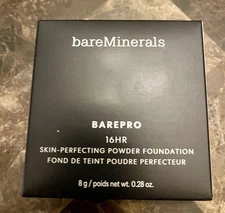 bareMinerals
BAREPRO
16HR
SKIN-PERFECTING POWDER FOUNDATION
FOND DE TEINT POUDRE PERFECTEUR
8 g / poids net wt. 0.28 oz.